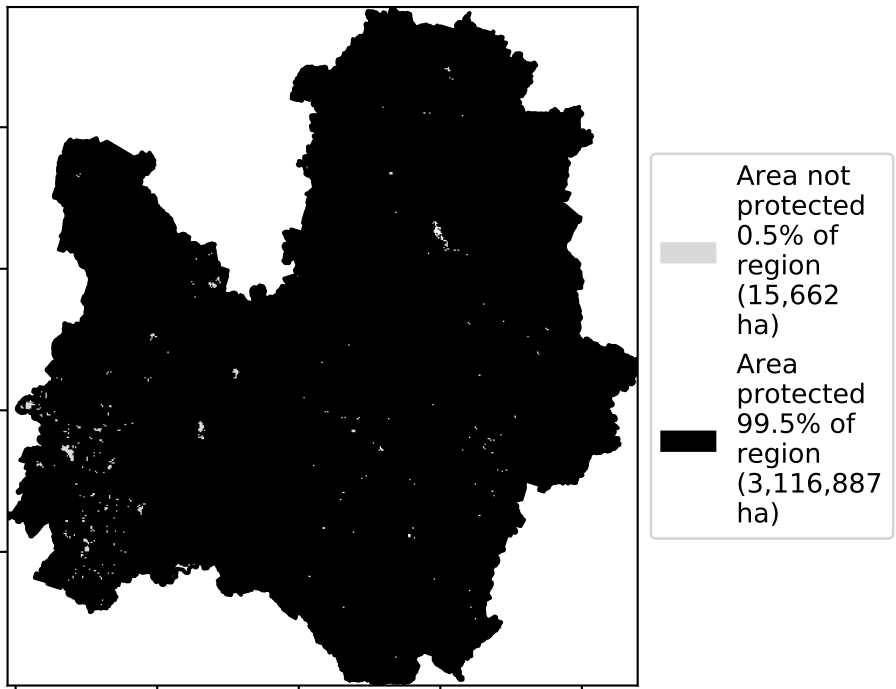 Area not
protected
0.5% of
region
(15,662
ha)
Area
protected
99.5% of
region
(3,116,887
ha)